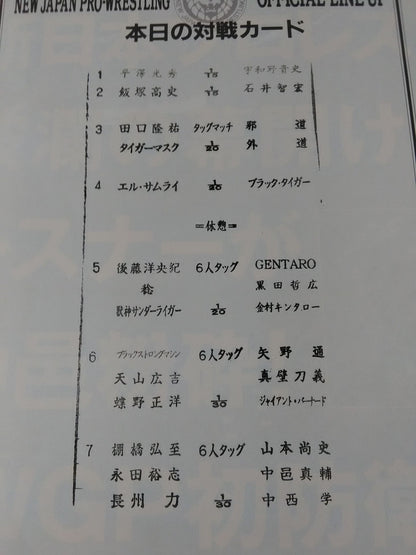 NEW JAPAN PRO-WRESTLING OFFICIAL LINE UP
本日の対戦カード
1 平澤光秀 1/15 宇和野貴史
2 飯塚高史 1/15 石井智宏
3 田口隆祐 タッグマッチ 邪道
タイガーマスク 1/20 外道
4 エル・サムライ 1/20 ブラック・タイガー
=休憩=
5 後藤洋央紀 6人タッグ GENTARO
稔 黒田哲広
獣神サンダーライガー 1/20 金村キンタロー
6 ブラックストロングマシン 6人タッグ 矢野通
天山広吉 真壁刀義
蝶野正洋 1/30 ジャイアント・バーナード
7 棚橋弘至 6人タッグ 山本尚史
永田裕志 中邑真輔
長州力 1/30 中西学